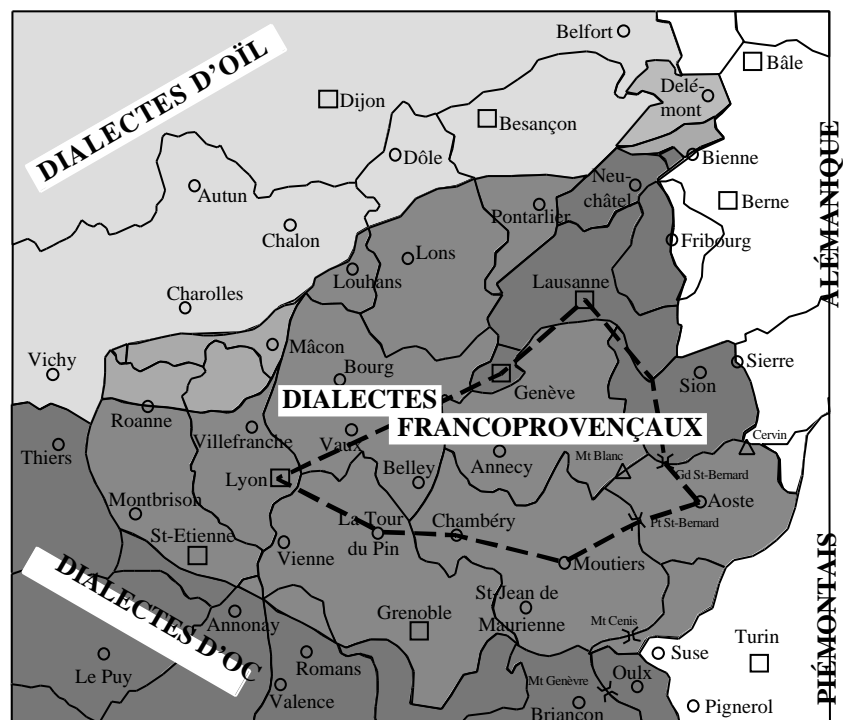 Belfort
DIALECTES D'OÏL
Bâle
Delé-
mont
Dijon
Besançon
Dôle
Bienne
Autun
Neu-
châtel
Pontarlier
Berne
ALÉMANIQUE
Chalon
Fribourg
Lons
Louhans
Lausanne
Charolles
Mâcon
Vichy
Bourg
Genève
Sion
Sierre
DIALECTES
FRANCOPROVENÇAUX
Roanne
Villefranche
Vaux
Cervin
Thiers
Annecy
Mt Blanc
Belley
Lyon
Gd St-Bernard
Montbrison
Aoste
La Tour
du Pin
Chambéry
Pt St-Bernard
St-Etienne
Vienne
Moutiers
DIALECTES D'OC
St-Jean de
Maurienne
Annonay
Grenoble
Mt Cenis
Turin
PIÉMONTAIS
Le Puy
Romans
Suse
Mt Genèvre
Oulx
Valence
Briançon
Pignerol